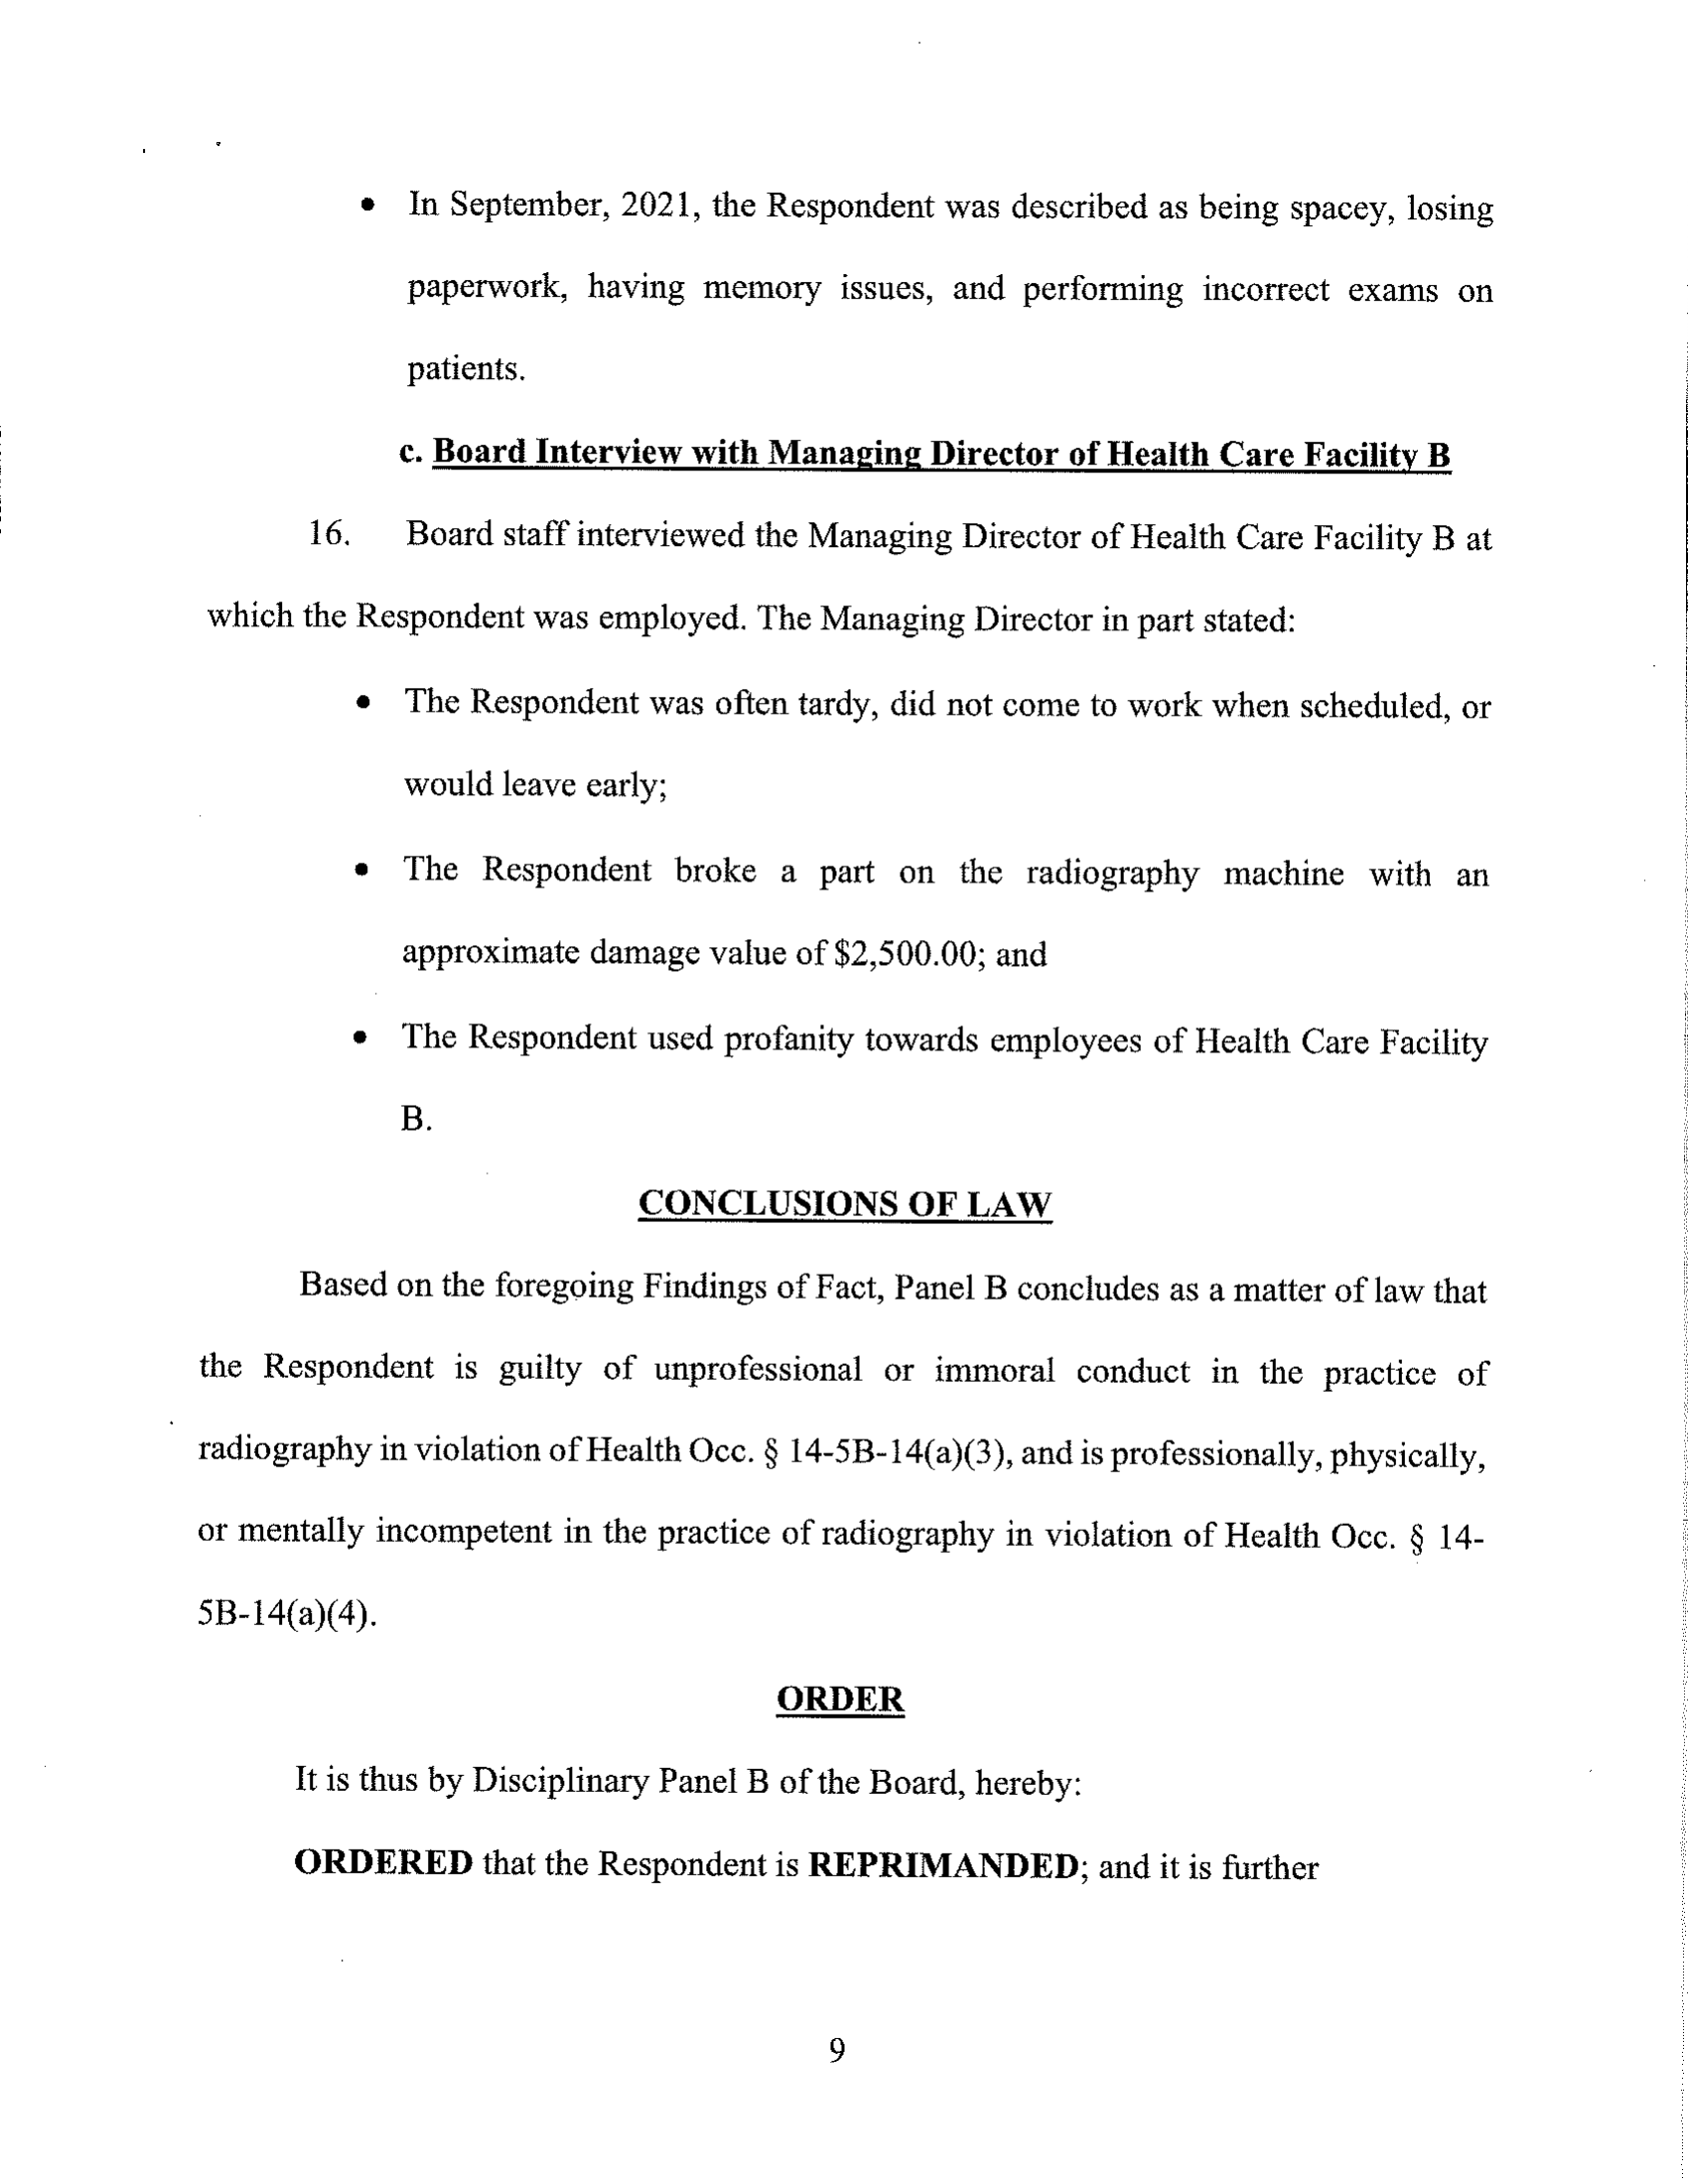 • In September, 2021, the Respondent was described as being spacey, losing
paperwork, having memory issues, and performing incorrect exams on
patients.
c. Board Interview with Managing Director of Health Care Facility B
16. Board staff interviewed the Managing Director of Health Care Facility B at
which the Respondent was employed. The Managing Director in part stated:
• The Respondent was often tardy, did not come to work when scheduled, or
would leave early;
• The Respondent broke a part on the radiography machine with an
approximate damage value of $2,500.00; and
• The Respondent used profanity towards employees of Health Care Facility
B.
CONCLUSIONS OF LAW
Based on the foregoing Findings of Fact, Panel B concludes as a matter of law that
the Respondent is guilty of unprofessional or immoral conduct in the practice of
radiography in violation of Health Occ. § 14-5B-14(a)(3), and is professionally, physically,
or mentally incompetent in the practice of radiography in violation of Health Occ. § 14-
5B-14(a)(4).
ORDER
It is thus by Disciplinary Panel B of the Board, hereby:
ORDERED that the Respondent is REPRIMANDED; and it is further
9